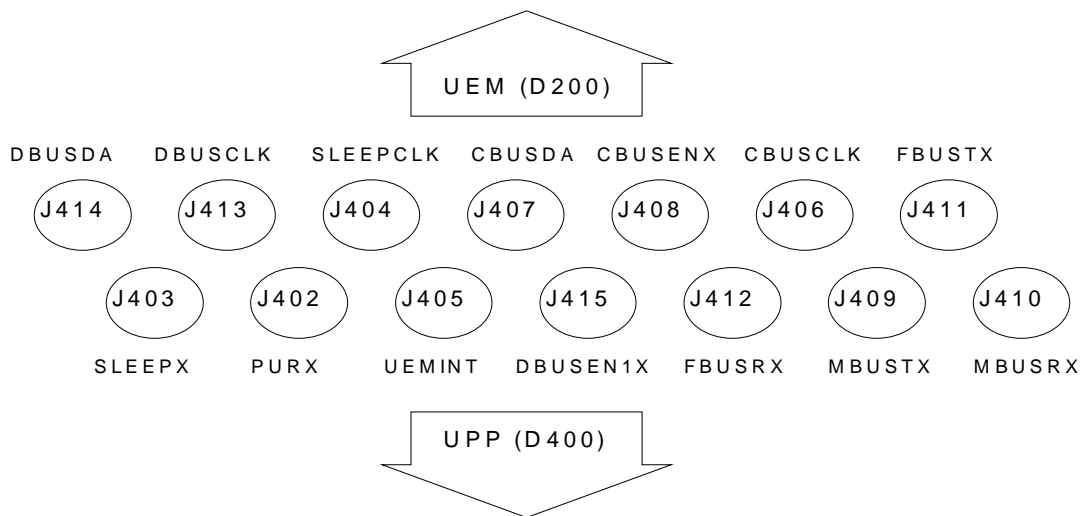 UEM (D200)
DBUSDA DBUSCLK SLEEPCLK CBUSDA CBUSENX CBUSCLK FBUSTX
J414 J413 J404 J407 J408 J406 J411
J403 J402 J405 J415 J412 J409 J410
SLEEPX PURX UEMINT DBUSEN1X FBUSRX MBUSTX MBUSRX
UPP (D400)